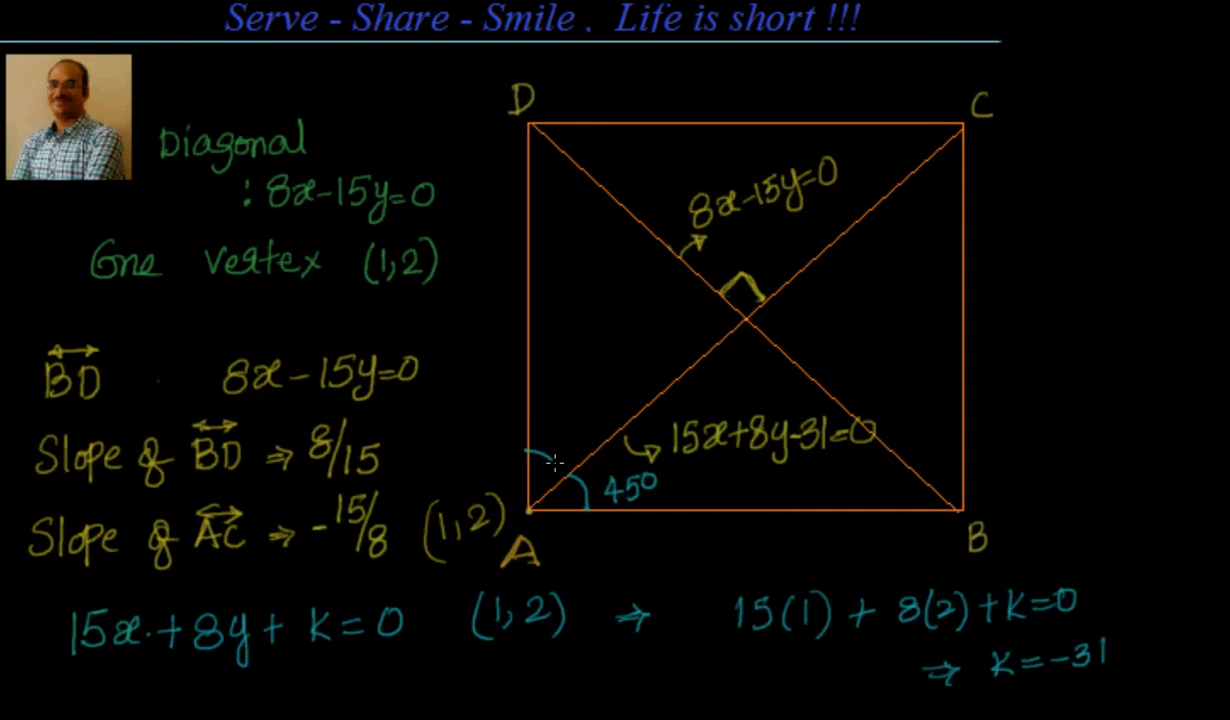 Serve - Share - Smile . Life is short !!!
Diagonal
: 8x-15y=0
One vertex (1,2)
D
C
8x-15y=0
BD 8x-15y=0
Slope of BD ⇒ 8/15
Slope of AC ⇒ -15/8
15x+8y-31=0
45°
(1,2)
A
B
15x+8y+k=0 (1,2) ⇒ 15(1)+8(2)+k=0
⇒ k=-31